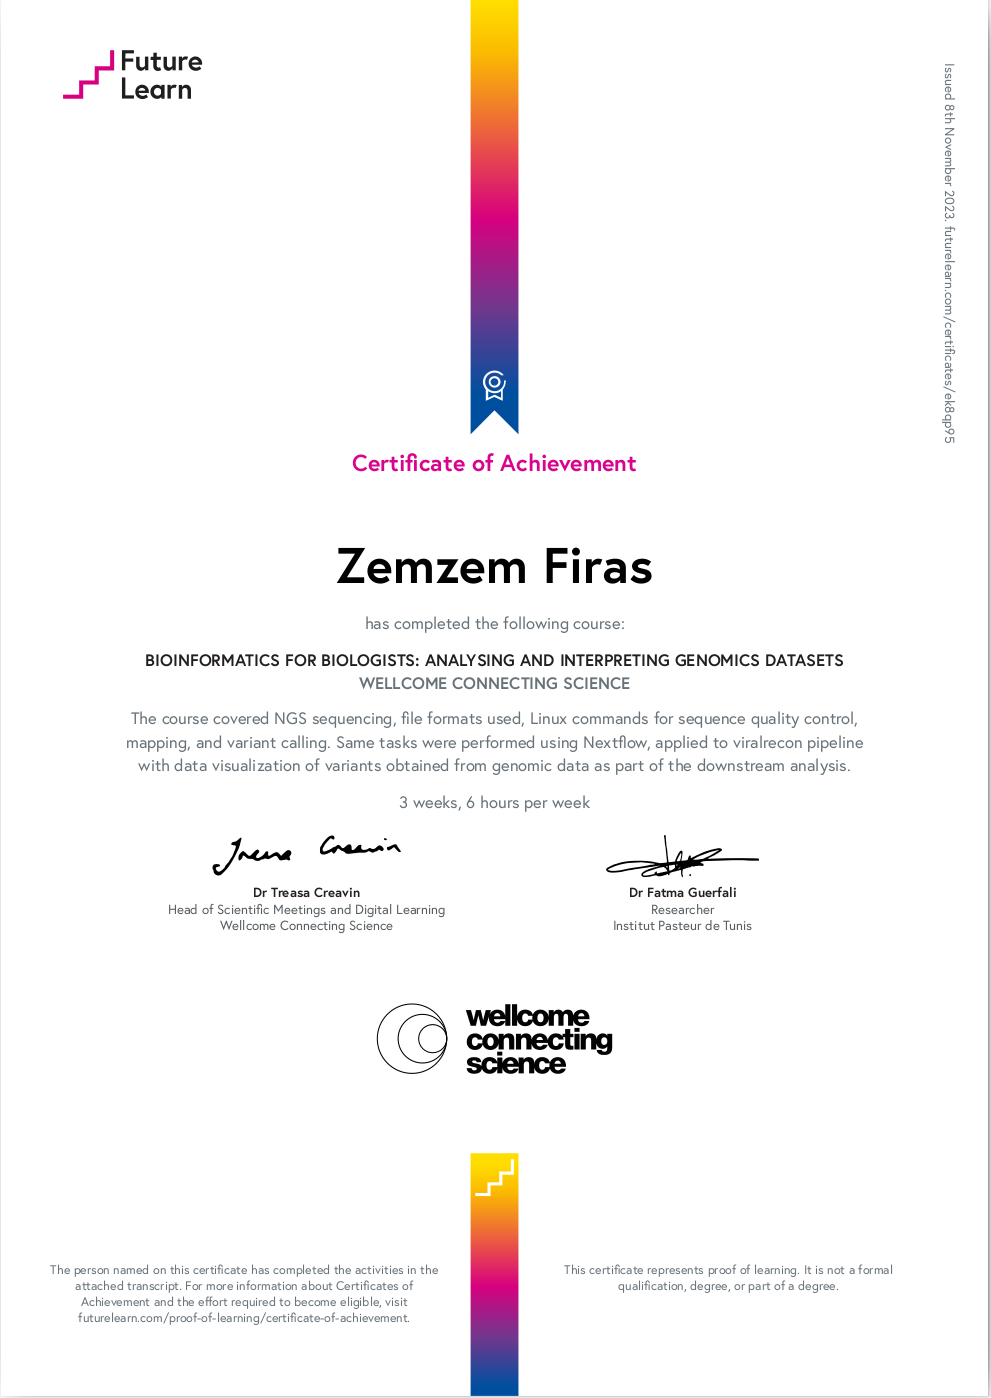 Future
Learn
Issued 8th November 2023. futurelearn.com/certificates/ek8qp95
Certificate of Achievement
Zemzem Firas
has completed the following course:
BIOINFORMATICS FOR BIOLOGISTS: ANALYSING AND INTERPRETING GENOMICS DATASETS
WELLCOME CONNECTING SCIENCE
The course covered NGS sequencing, file formats used, Linux commands for sequence quality control,
mapping, and variant calling. Same tasks were performed using Nextflow, applied to viralrecon pipeline
with data visualization of variants obtained from genomic data as part of the downstream analysis.
3 weeks, 6 hours per week
Treasa Creavin
Dr Treasa Creavin
Head of Scientific Meetings and Digital Learning
Wellcome Connecting Science
Dr Fatma Guerfali
Researcher
Institut Pasteur de Tunis
wellcome
connecting
science
The person named on this certificate has completed the activities in the
attached transcript. For more information about Certificates of
Achievement and the effort required to become eligible, visit
futurelearn.com/proof-of-learning/certificate-of-achievement.
This certificate represents proof of learning. It is not a formal
qualification, degree, or part of a degree.